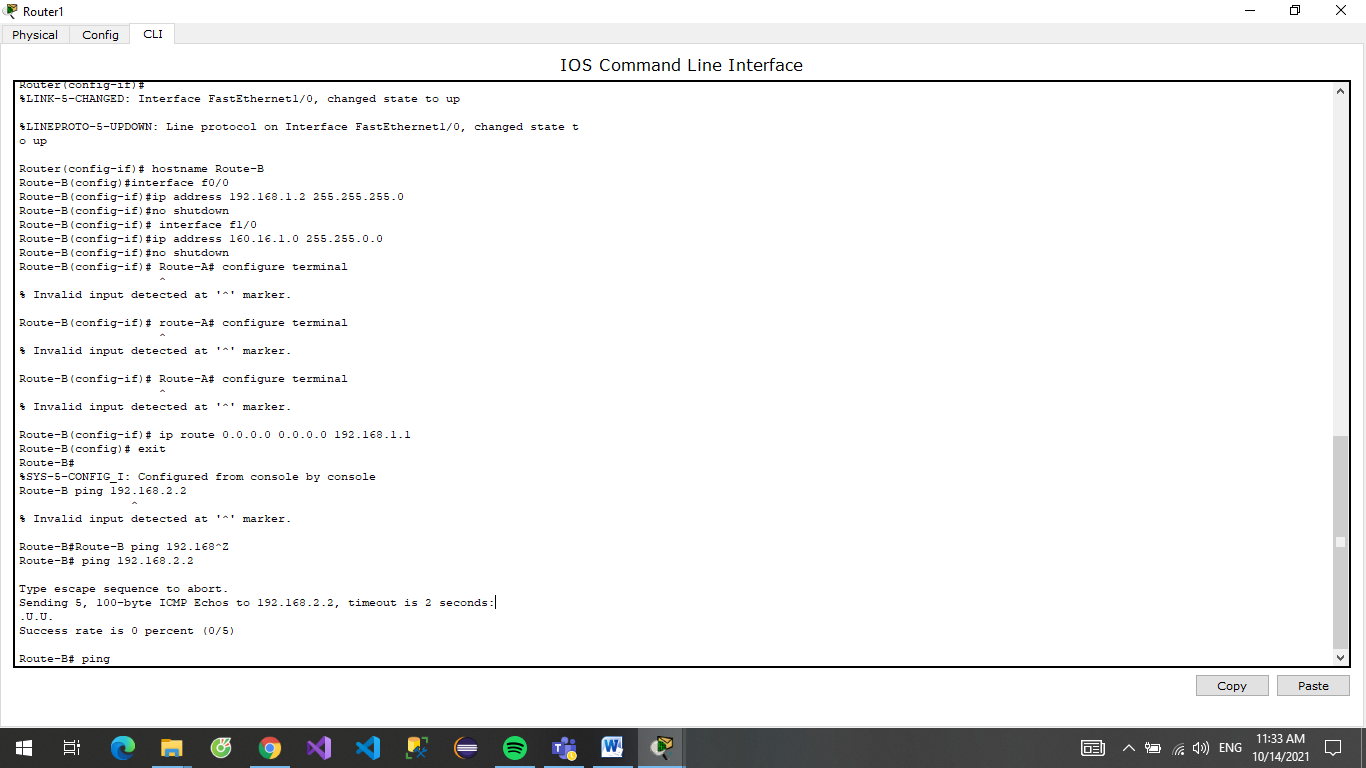 Router1
Physical Config CLI
IOS Command Line Interface
Router(config-if)#
%LINK-5-CHANGED: Interface FastEthernet1/0, changed state to up
%LINEPROTO-5-UPDOWN: Line protocol on Interface FastEthernet1/0, changed state t
o up
Router(config-if)# hostname Route-B
Route-B(config)#interface f0/0
Route-B(config-if)#ip address 192.168.1.2 255.255.255.0
Route-B(config-if)#no shutdown
Route-B(config-if)# interface f1/0
Route-B(config-if)#ip address 160.16.1.0 255.255.0.0
Route-B(config-if)#no shutdown
Route-B(config-if)# Route-A# configure terminal
^
% Invalid input detected at '^' marker.
Route-B(config-if)# route-A# configure terminal
^
% Invalid input detected at '^' marker.
Route-B(config-if)# Route-A# configure terminal
^
% Invalid input detected at '^' marker.
Route-B(config-if)# ip route 0.0.0.0 0.0.0.0 192.168.1.1
Route-B(config)# exit
Route-B#
%SYS-5-CONFIG_I: Configured from console by console
Route-B ping 192.168.2.2
^
% Invalid input detected at '^' marker.
Route-B#Route-B ping 192.168^Z
Route-B# ping 192.168.2.2
Type escape sequence to abort.
Sending 5, 100-byte ICMP Echos to 192.168.2.2, timeout is 2 seconds:
.U.U.
Success rate is 0 percent (0/5)
Route-B# ping
Copy Paste
ENG
11:33 AM
10/14/2021